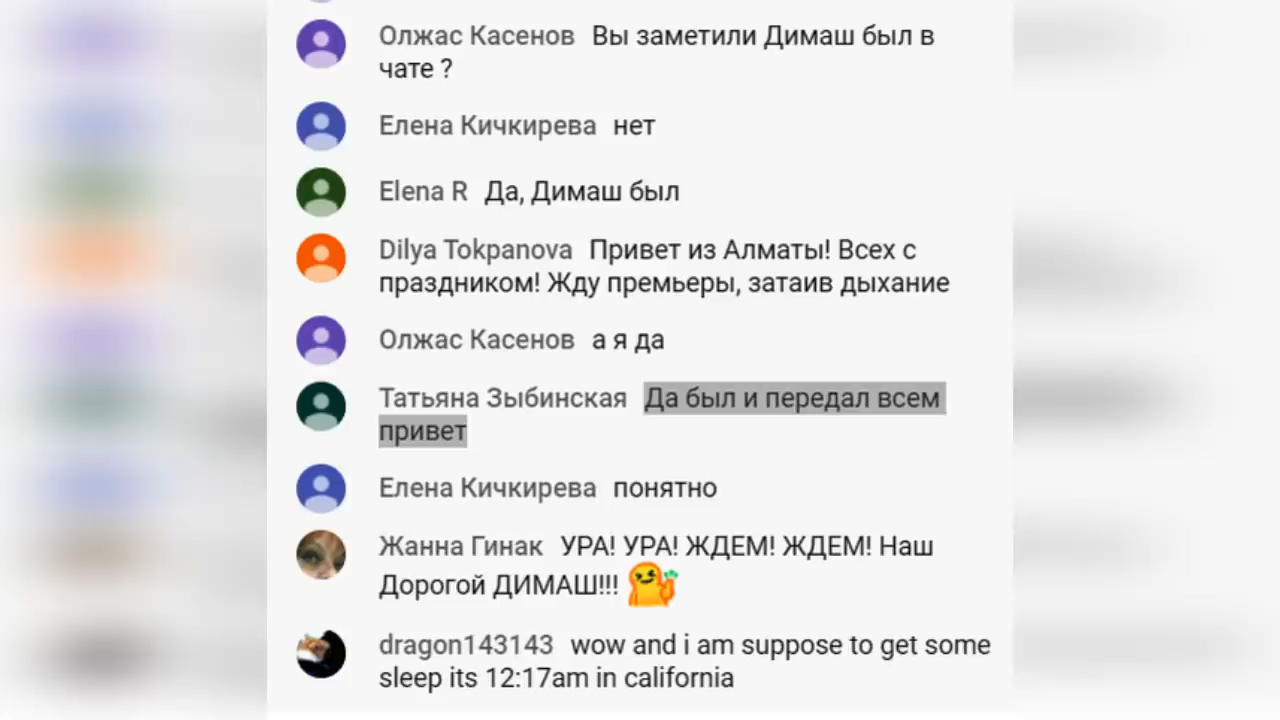 Олжас Касенов Вы заметили Димаш был в
чате ?
Елена Кичкирева нет
Elena R Да, Димаш был
Dilya Tokpanova Привет из Алматы! Всех с
праздником! Жду премьеры, затаив дыхание
Олжас Касенов а я да
Татьяна Зыбинская Да был и передал всем
привет
Елена Кичкирева понятно
Жанна Гинак УРА! УРА! ЖДЕМ! ЖДЕМ! Наш
Дорогой ДИМАШ!!!
dragon143143 wow and i am suppose to get some
sleep its 12:17am in california